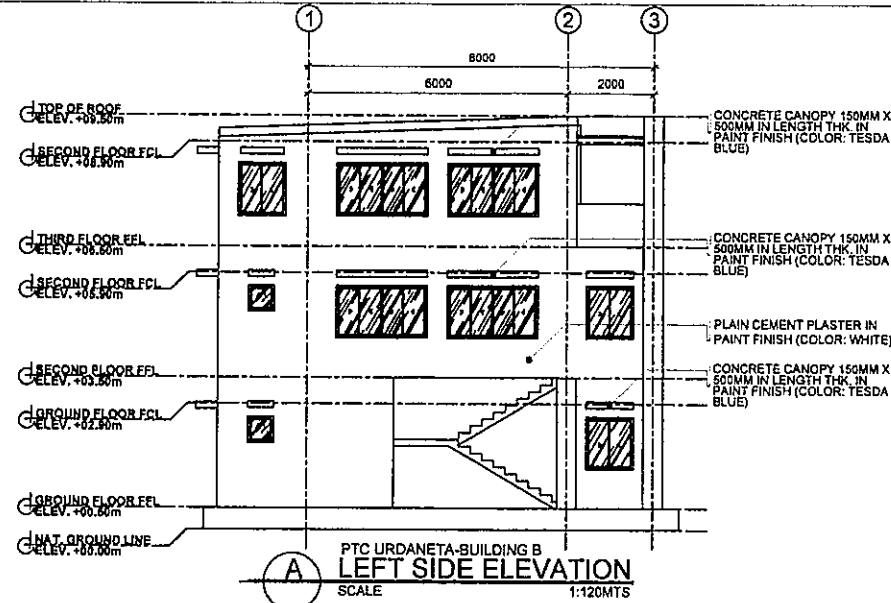 1
2
3
8000
6000
2000
TOP OF ROOF
ELEV. +09.50m
SECOND FLOOR FCL
ELEV. +08.90m
THIRD FLOOR FFL
ELEV. +06.50m
SECOND FLOOR FCL
ELEV. +05.90m
SECOND FLOOR FFL
ELEV. +03.50m
GROUND FLOOR FCL
ELEV. +02.90m
GROUND FLOOR FFL
ELEV. +00.50m
NAT. GROUND LINE
ELEV. +00.00m
CONCRETE CANOPY 150MM X
500MM IN LENGTH THK. IN
PAINT FINISH (COLOR: TESDA
BLUE)
CONCRETE CANOPY 150MM X
500MM IN LENGTH THK. IN
PAINT FINISH (COLOR: TESDA
BLUE)
PLAIN CEMENT PLASTER IN
PAINT FINISH (COLOR: WHITE)
CONCRETE CANOPY 150MM X
500MM IN LENGTH THK. IN
PAINT FINISH (COLOR: TESDA
BLUE)
A
PTC URDANETA-BUILDING B
LEFT SIDE ELEVATION
SCALE 1:120MTS